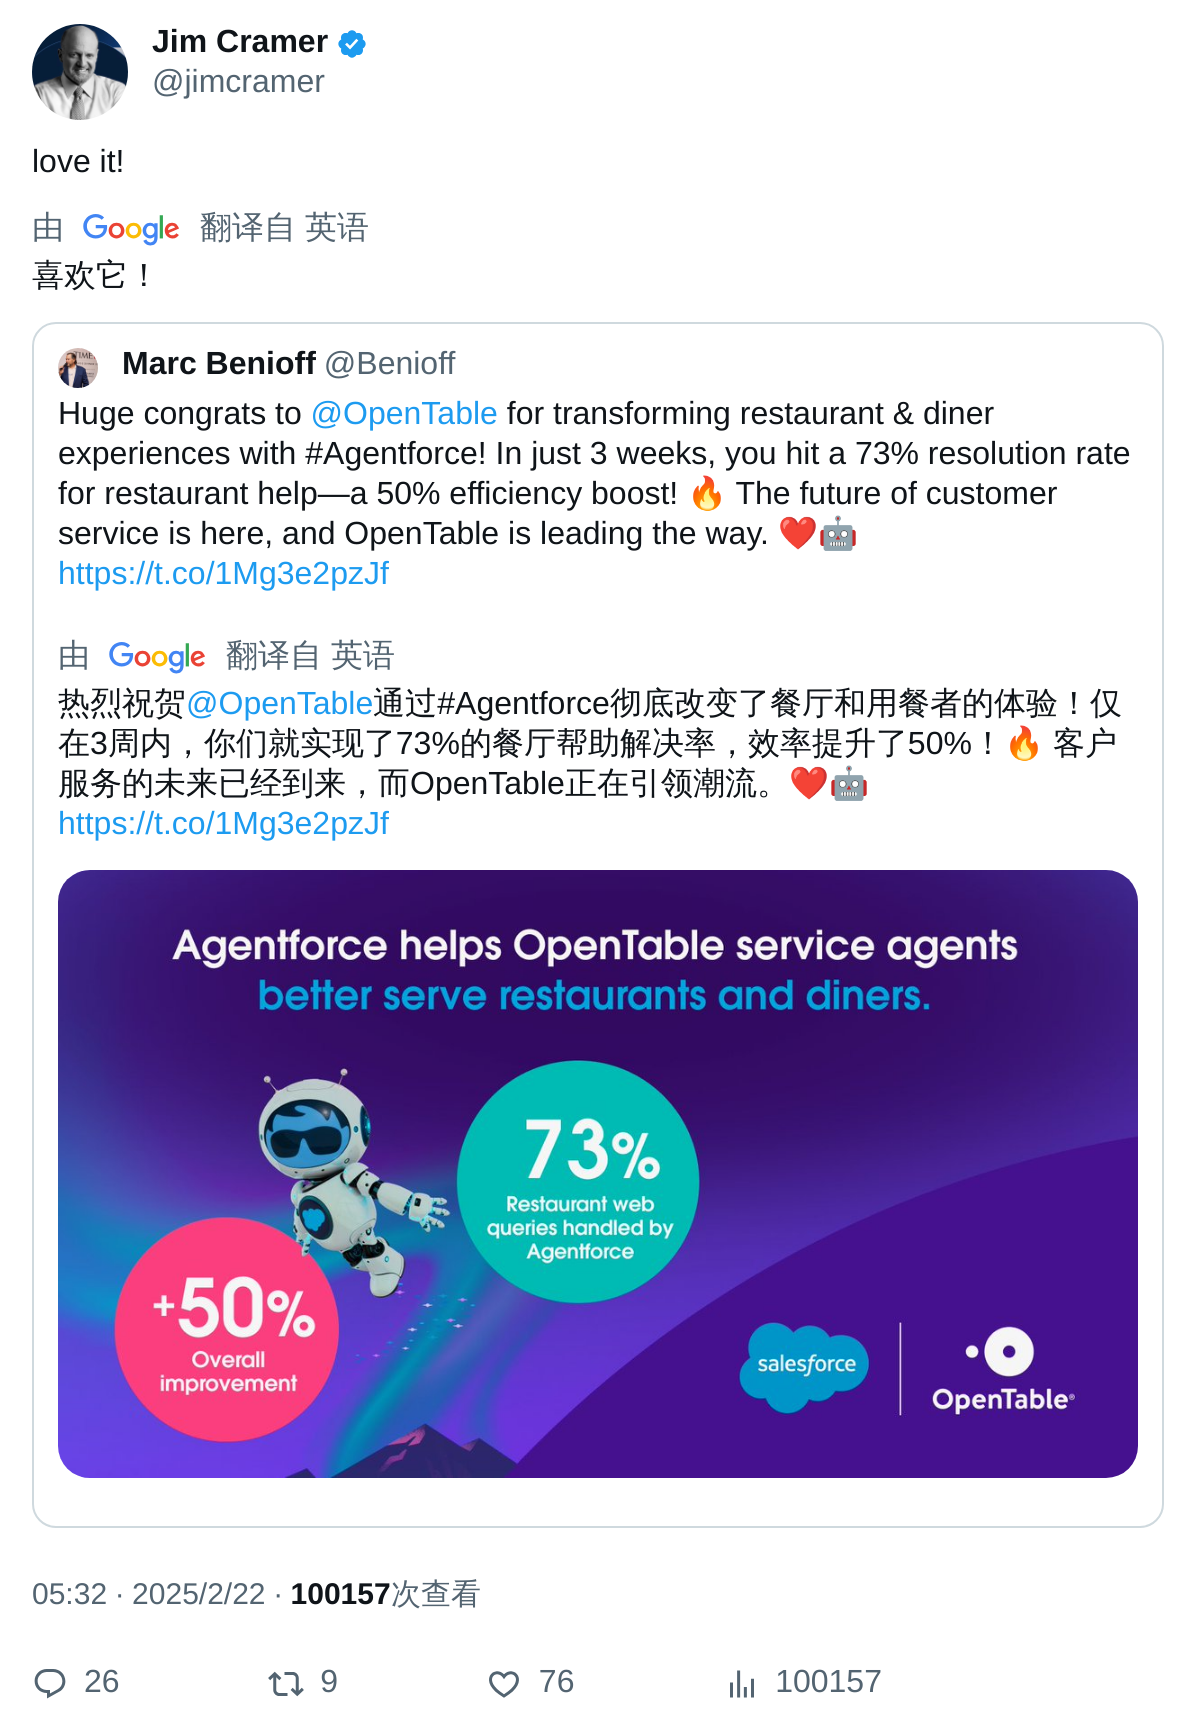 Jim Cramer
@jimcramer
love it!
由 Google 翻译自 英语
喜欢它！
Marc Benioff @Benioff
Huge congrats to @OpenTable for transforming restaurant & diner
experiences with #Agentforce! In just 3 weeks, you hit a 73% resolution rate
for restaurant help—a 50% efficiency boost! 🔥 The future of customer
service is here, and OpenTable is leading the way. ❤️🤖
https://t.co/1Mg3e2pzJf
由 Google 翻译自 英语
热烈祝贺@OpenTable通过#Agentforce彻底改变了餐厅和用餐者的体验！仅
在3周内，你们就实现了73%的餐厅帮助解决率，效率提升了50%！🔥 客户
服务的未来已经到来，而OpenTable正在引领潮流。❤️🤖
https://t.co/1Mg3e2pzJf
Agentforce helps OpenTable service agents
better serve restaurants and diners.
73%
Restaurant web
queries handled by
Agentforce
+50%
Overall
improvement
salesforce
OpenTable®
05:32 · 2025/2/22 · 100157次查看
26 9 76 100157